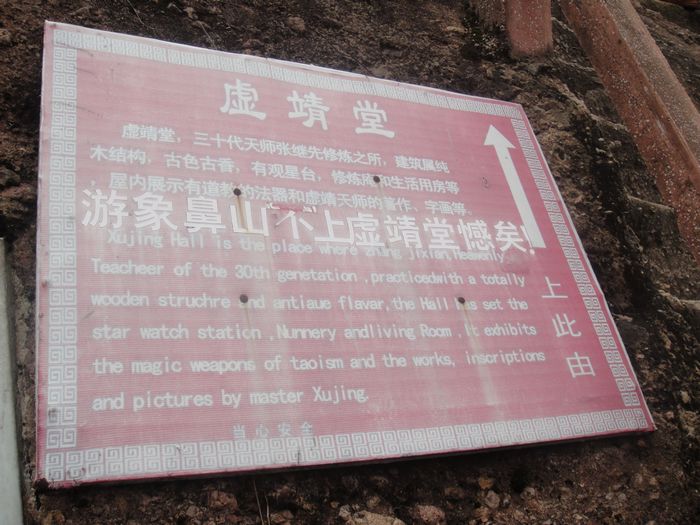 虚靖堂
虚靖堂，三十代天师张继先修炼之所，建筑属纯
木结构，古色古香，有观星台，修炼房和生活用房等
，屋内展示有道教的法器和虚靖天师的著作、字画等。
游象鼻山不上虚靖堂憾矣!
Xujing Hall is the place where zhang jixian,Heavenly
Teacheer of the 30th genetation ,practicedwith a totally
wooden struchre and antiaue flavar,the Hall has set the
star watch station ,Nunnery andliving Room ,it exhibits
the magic weapons of taoism and the works, inscriptions
and pictures by master Xujing.
上此由
当心安全